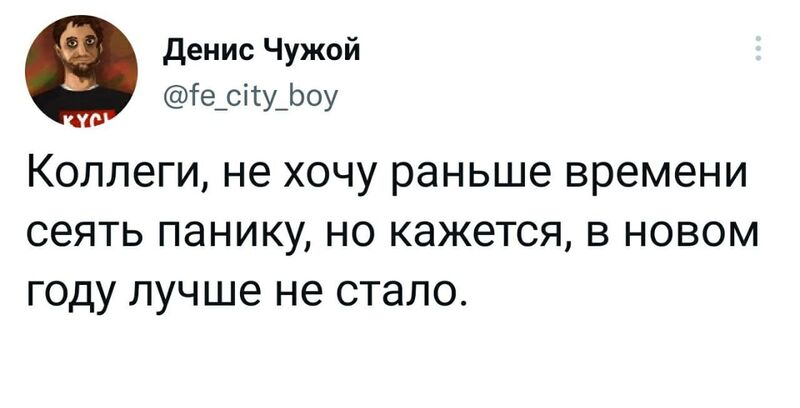 Денис Чужой
@fe_city_boy
Коллеги, не хочу раньше времени
сеять панику, но кажется, в новом
году лучше не стало.